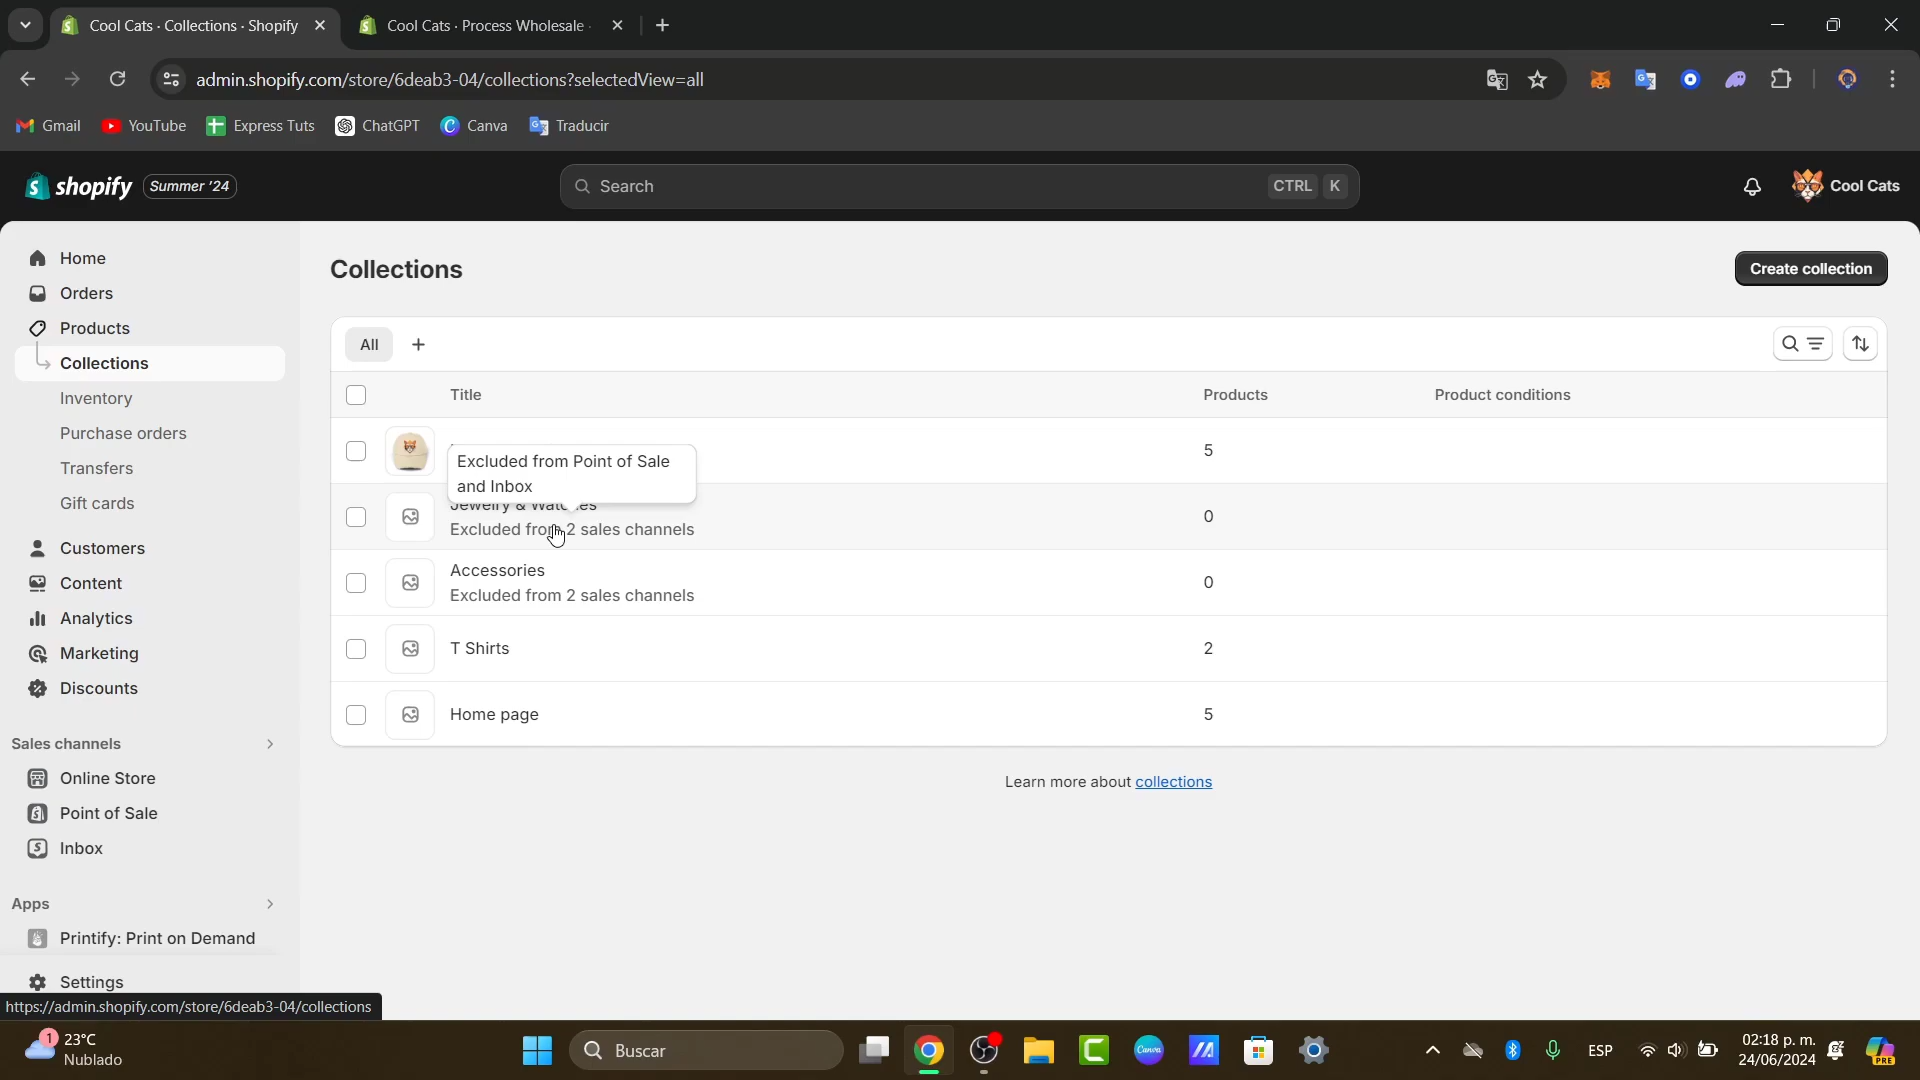 Cool Cats · Collections · Shopify
Cool Cats · Process Wholesale
admin.shopify.com/store/6deab3-04/collections?selectedView=all
Gmail
YouTube
Express Tuts
ChatGPT
Canva
Traducir
shopify
Summer '24
Search
CTRL K
Cool Cats
Home
Orders
Products
Collections
Inventory
Purchase orders
Transfers
Gift cards
Customers
Content
Analytics
Marketing
Discounts
Sales channels
Online Store
Point of Sale
Inbox
Apps
Printify: Print on Demand
Settings
https://admin.shopify.com/store/6deab3-04/collections
Collections
Create collection
All
Title
Products
Product conditions
5
Excluded from Point of Sale
and Inbox
Jewelry & Watches
0
Excluded from 2 sales channels
Accessories
0
Excluded from 2 sales channels
T Shirts
2
Home page
5
Learn more about collections
1
23°C
Nublado
Buscar
Canva
ESP
02:18 p. m.
24/06/2024
PRE